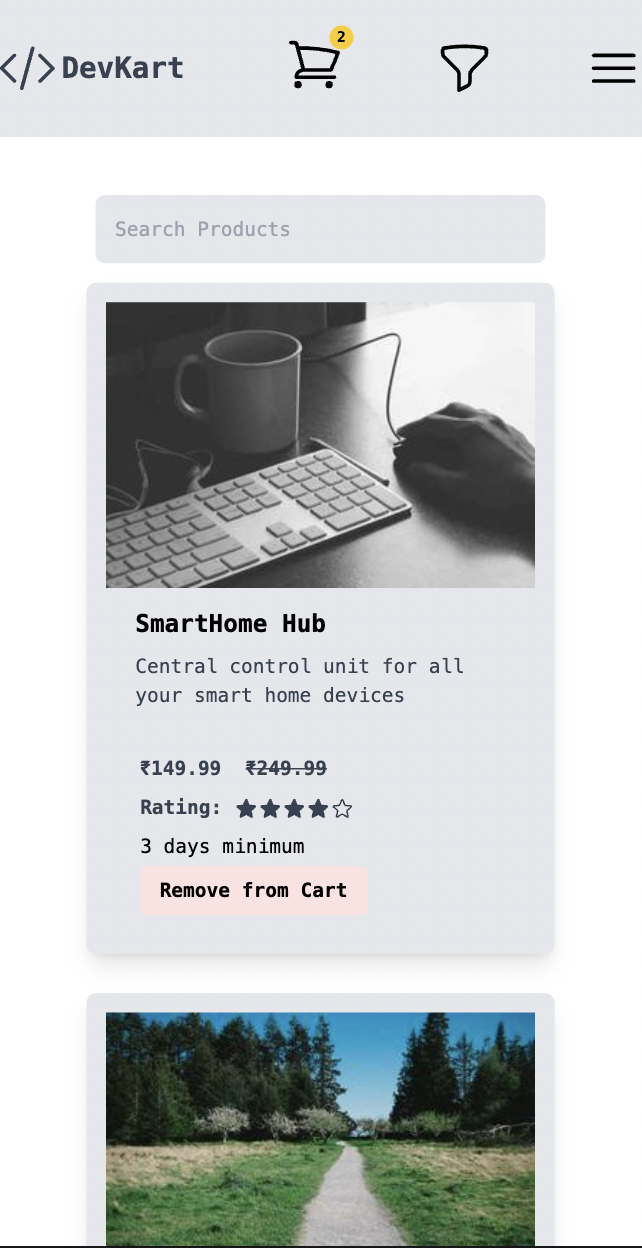 </>DevKart
2
Search Products
SmartHome Hub
Central control unit for all
your smart home devices
₹149.99 ₹249.99
Rating:
3 days minimum
Remove from Cart